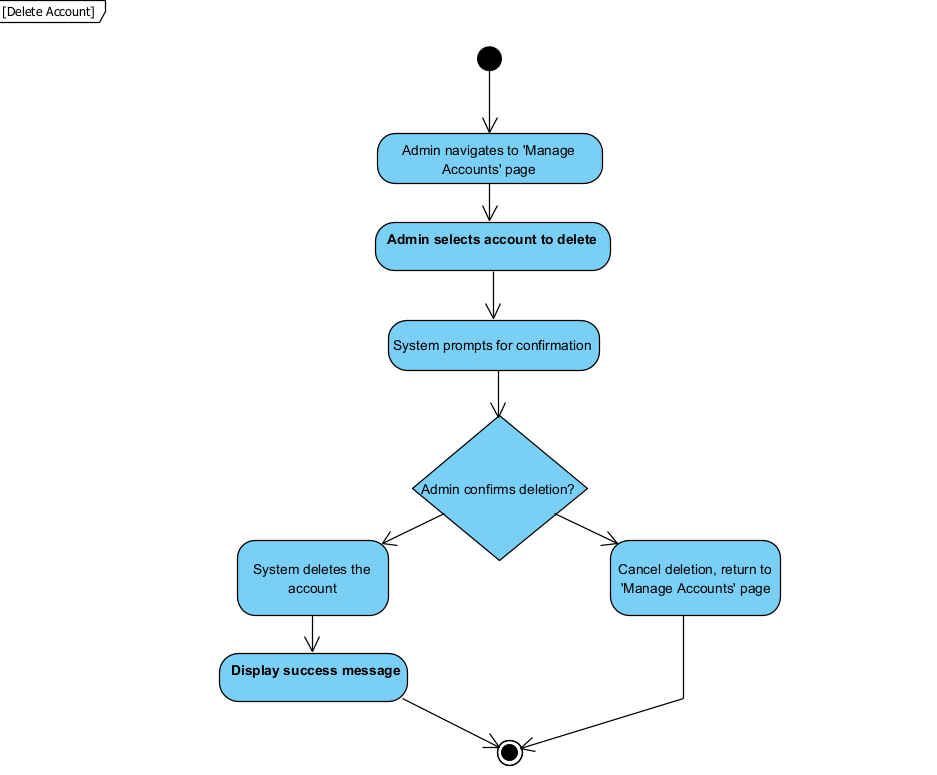 [Delete Account]
Admin navigates to 'Manage
Accounts' page
Admin selects account to delete
System prompts for confirmation
Admin confirms deletion?
System deletes the
account
Cancel deletion, return to
'Manage Accounts' page
Display success message